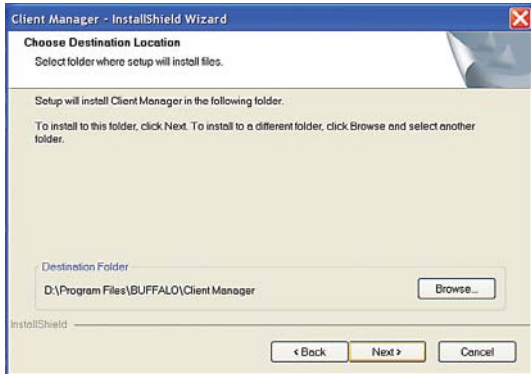 Client Manager - InstallShield Wizard
Choose Destination Location
Select folder where setup will install files.
Setup will install Client Manager in the following folder.
To install to this folder, click Next. To install to a different folder, click Browse and select another
folder.
Destination Folder
D:\Program Files\BUFFALO\Client Manager
Browse...
InstallShield
< Back
Next >
Cancel